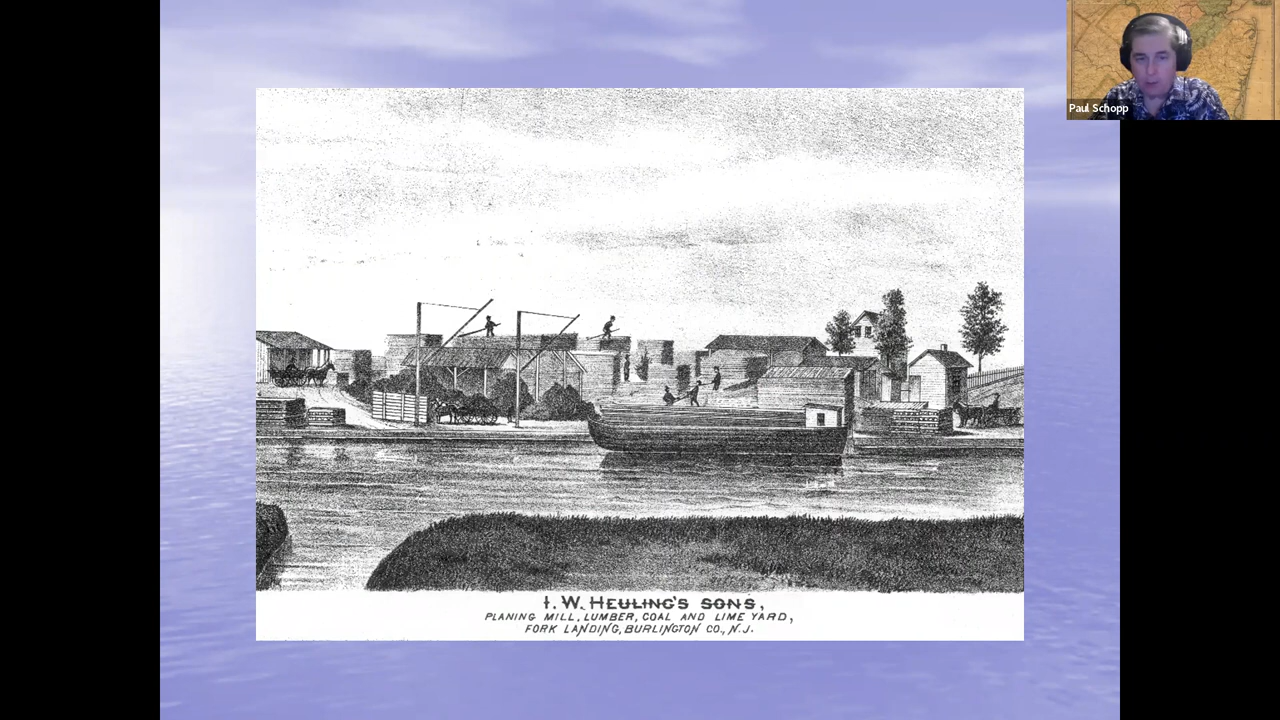 Paul Schopp
I. W. HEULING'S SONS,
PLANING MILL, LUMBER, COAL AND LIME YARD,
FORK LANDING, BURLINGTON CO., N.J.